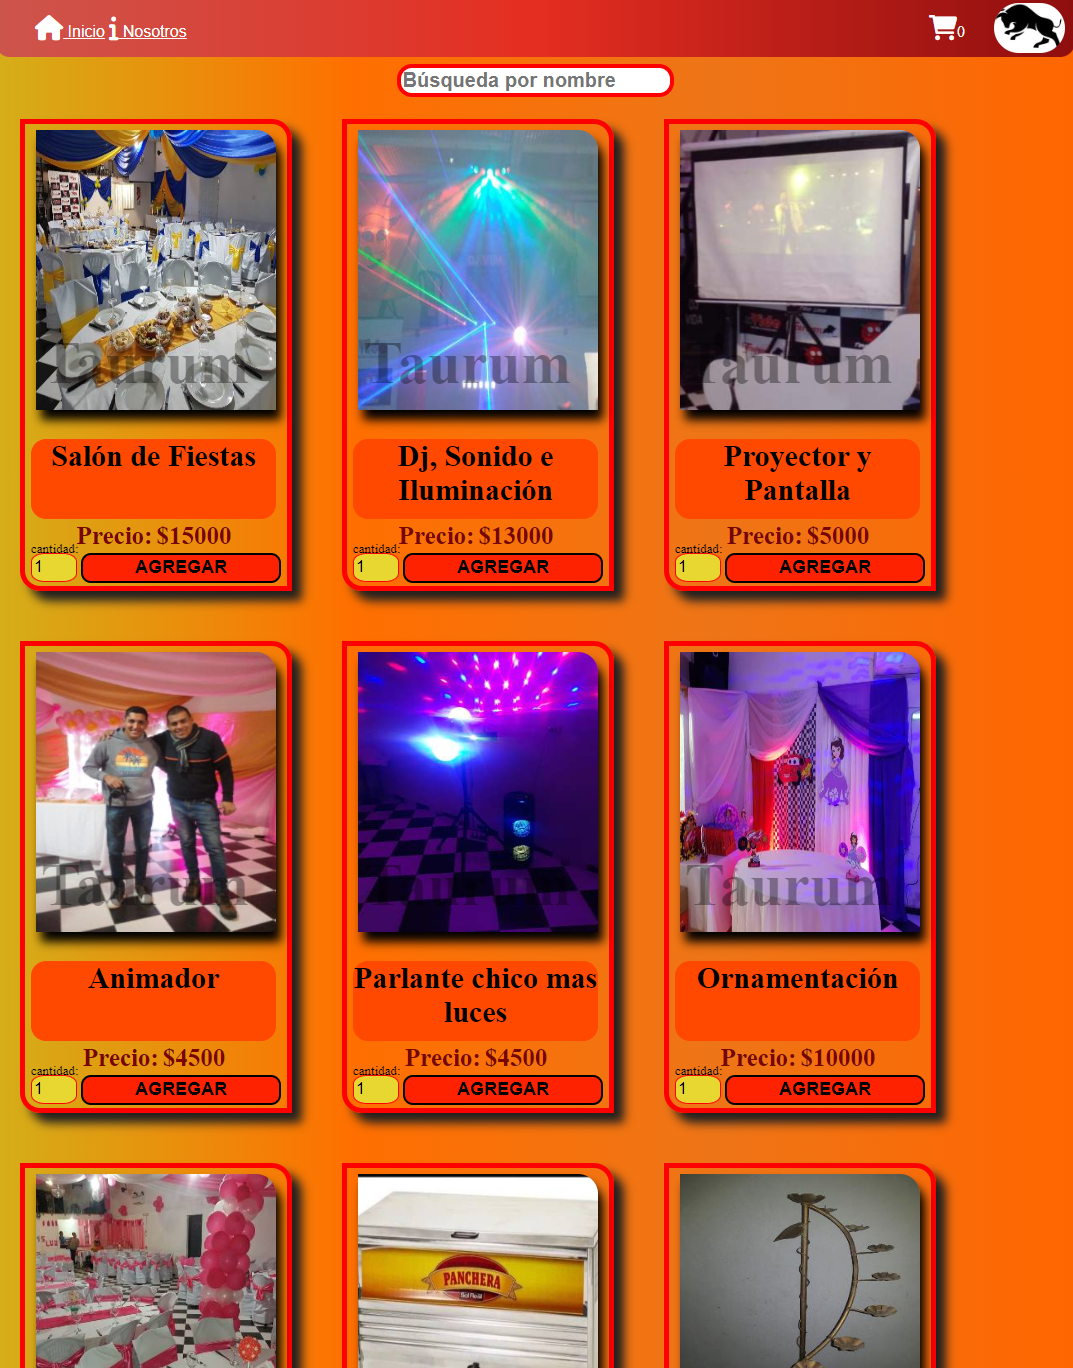 Inicio Nosotros
0
Búsqueda por nombre
Taurum
Taurum
Taurum
Salón de Fiestas
Dj, Sonido e
Iluminación
Proyector y
Pantalla
Precio: $15000
cantidad:
1
AGREGAR
Precio: $13000
cantidad:
1
AGREGAR
Precio: $5000
cantidad:
1
AGREGAR
Taurum
Taurum
Taurum
Animador
Parlante chico mas
luces
Ornamentación
Precio: $4500
cantidad:
1
AGREGAR
Precio: $4500
cantidad:
1
AGREGAR
Precio: $10000
cantidad:
1
AGREGAR
PANCHERA